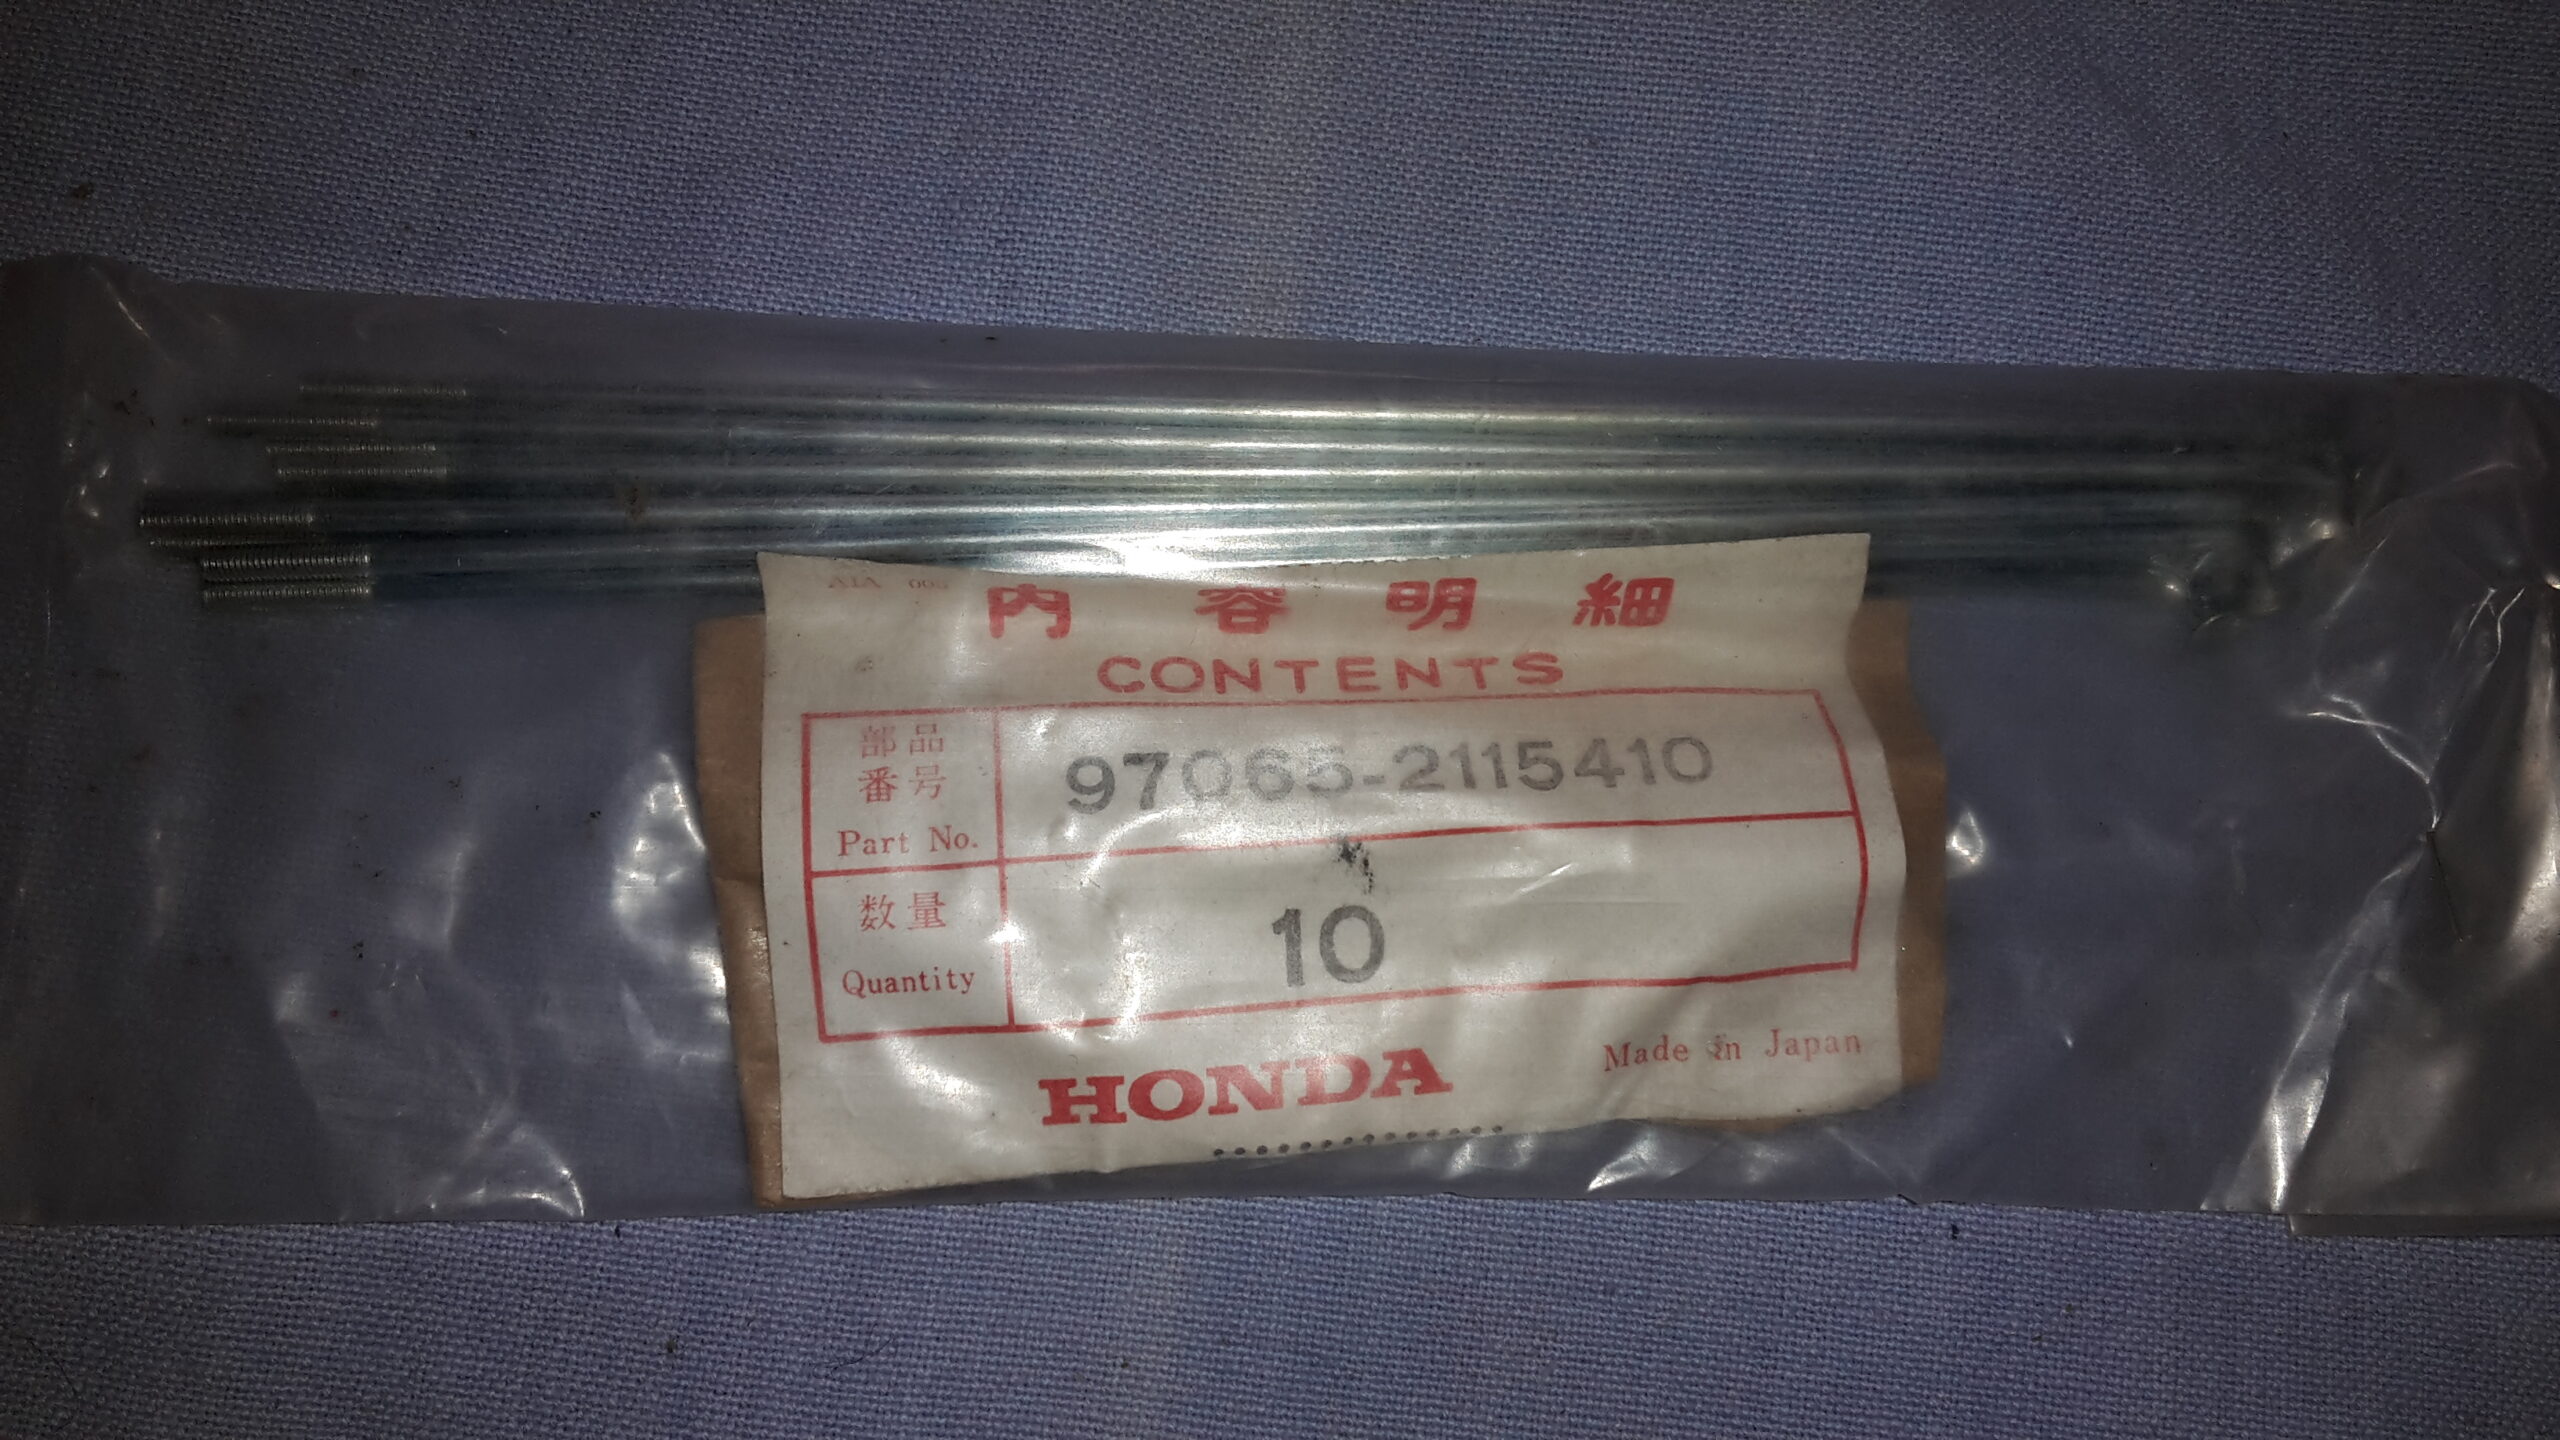 内容明細
CONTENTS
部品
番号
Part No.
97065-2115410
数量
Quantity
10
HONDA
Made in Japan